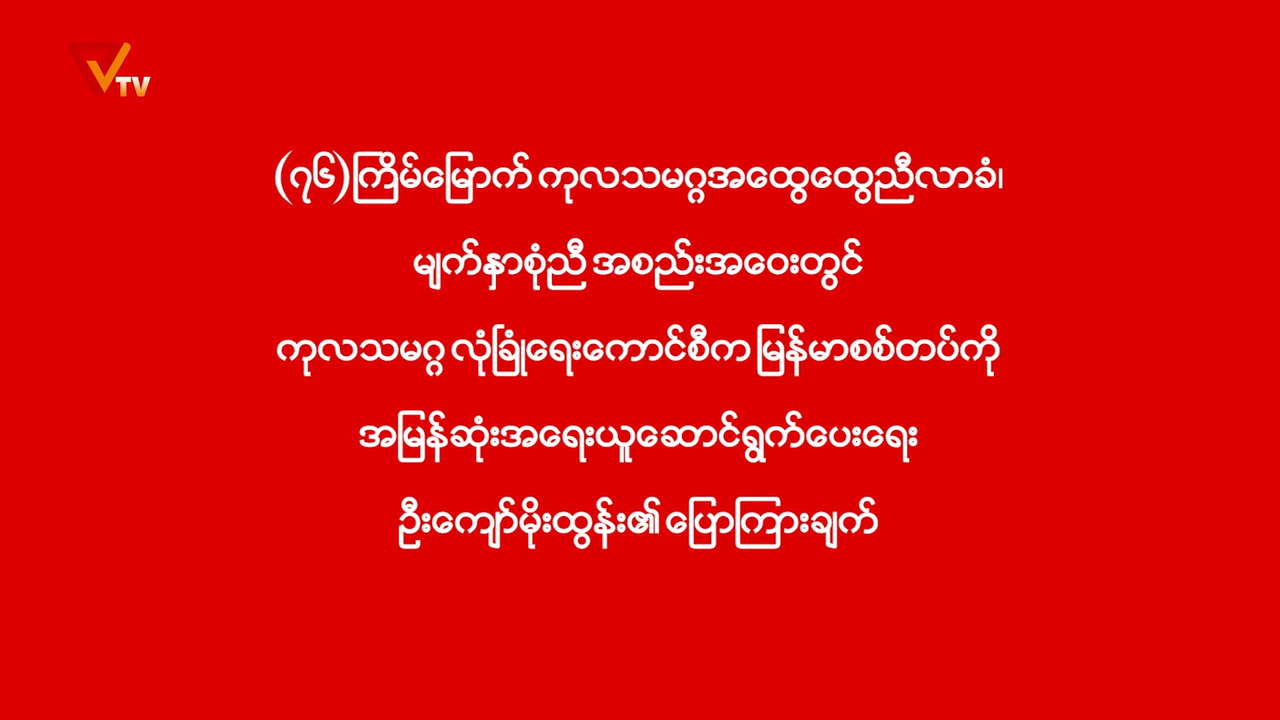 TV
(၇၆)ကြိမ်မြောက် ကုလသမဂ္ဂအထွေထွေညီလာခံ၊
မျက်နှာစုံညီ အစည်းအဝေးတွင်
ကုလသမဂ္ဂ လုံခြုံရေးကောင်စီက မြန်မာစစ်တပ်ကို
အမြန်ဆုံးအရေးယူဆောင်ရွက်ပေးရေး
ဦးကျော်မိုးထွန်း၏ ပြောကြားချက်